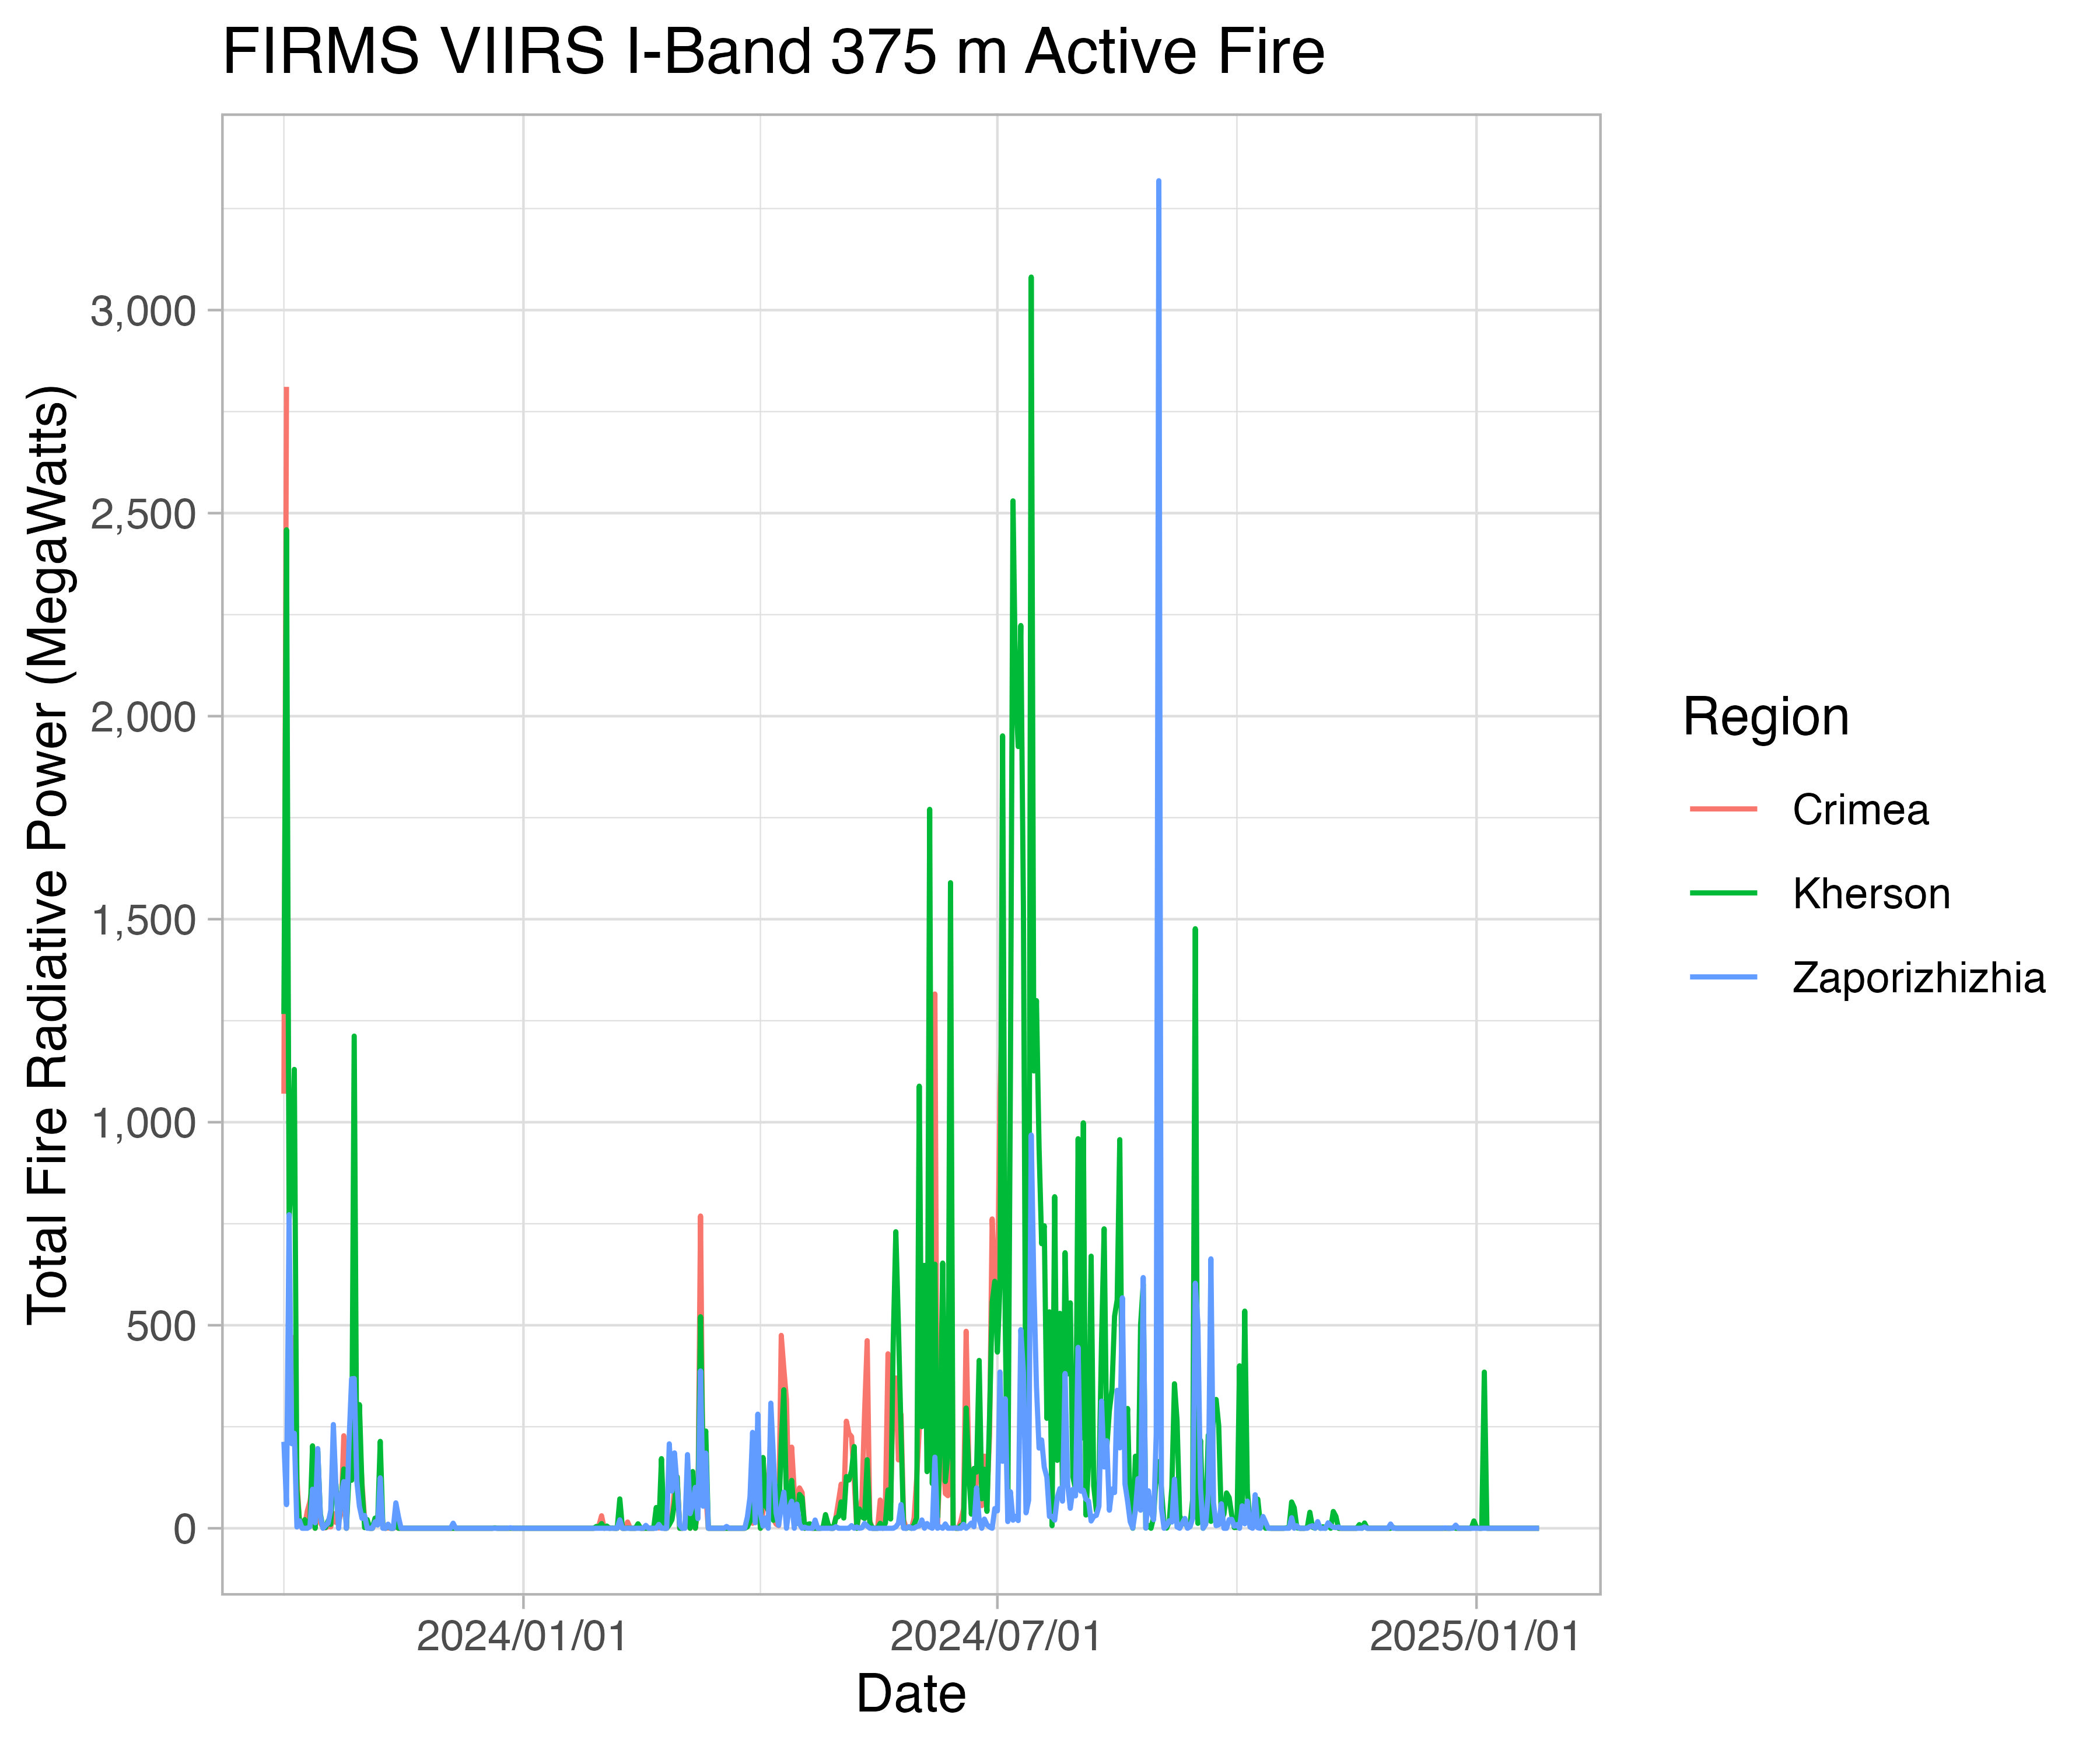 FIRMS VIIRS I-Band 375 m Active Fire
Total Fire Radiative Power (MegaWatts)
3,000
2,500
2,000
1,500
1,000
500
0
2024/01/01
2024/07/01
2025/01/01
Date
Region
Crimea
Kherson
Zaporizhizhia